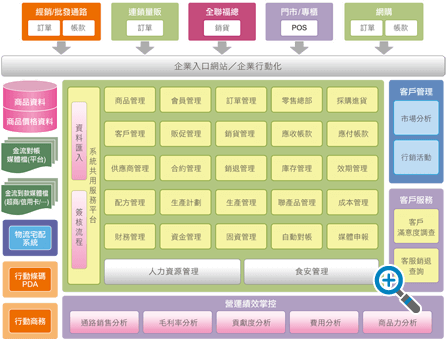 經銷/批發通路
訂單 帳款
連鎖量販
訂單
全聯福總
銷貨
門市/專櫃
POS
網購
訂單 帳款
企業入口網站／企業行動化
商品資料
商品價格資料
金流對帳
媒體檔(平台)
金流對款媒體檔
(超商/信用卡/…)
物流宅配
系統
行動條碼
PDA
行動商務
資料匯入
簽核流程
系統共用服務平台
商品管理 會員管理 訂單管理 零售總部 採購進貨
客戶管理 販促管理 銷貨管理 應收帳款 應付帳款
供應商管理 合約管理 銷退管理 庫存管理 效期管理
配方管理 生產計劃 生產管理 聯產品管理 成本管理
財務管理 資金管理 固資管理 自動對帳 媒體申報
人力資源管理 食安管理
客戶管理
市場分析
行銷活動
客戶服務
客戶
滿意度調查
客服銷退
查詢
營運績效掌控
通路銷售分析 毛利率分析 貢獻度分析 費用分析 商品力分析